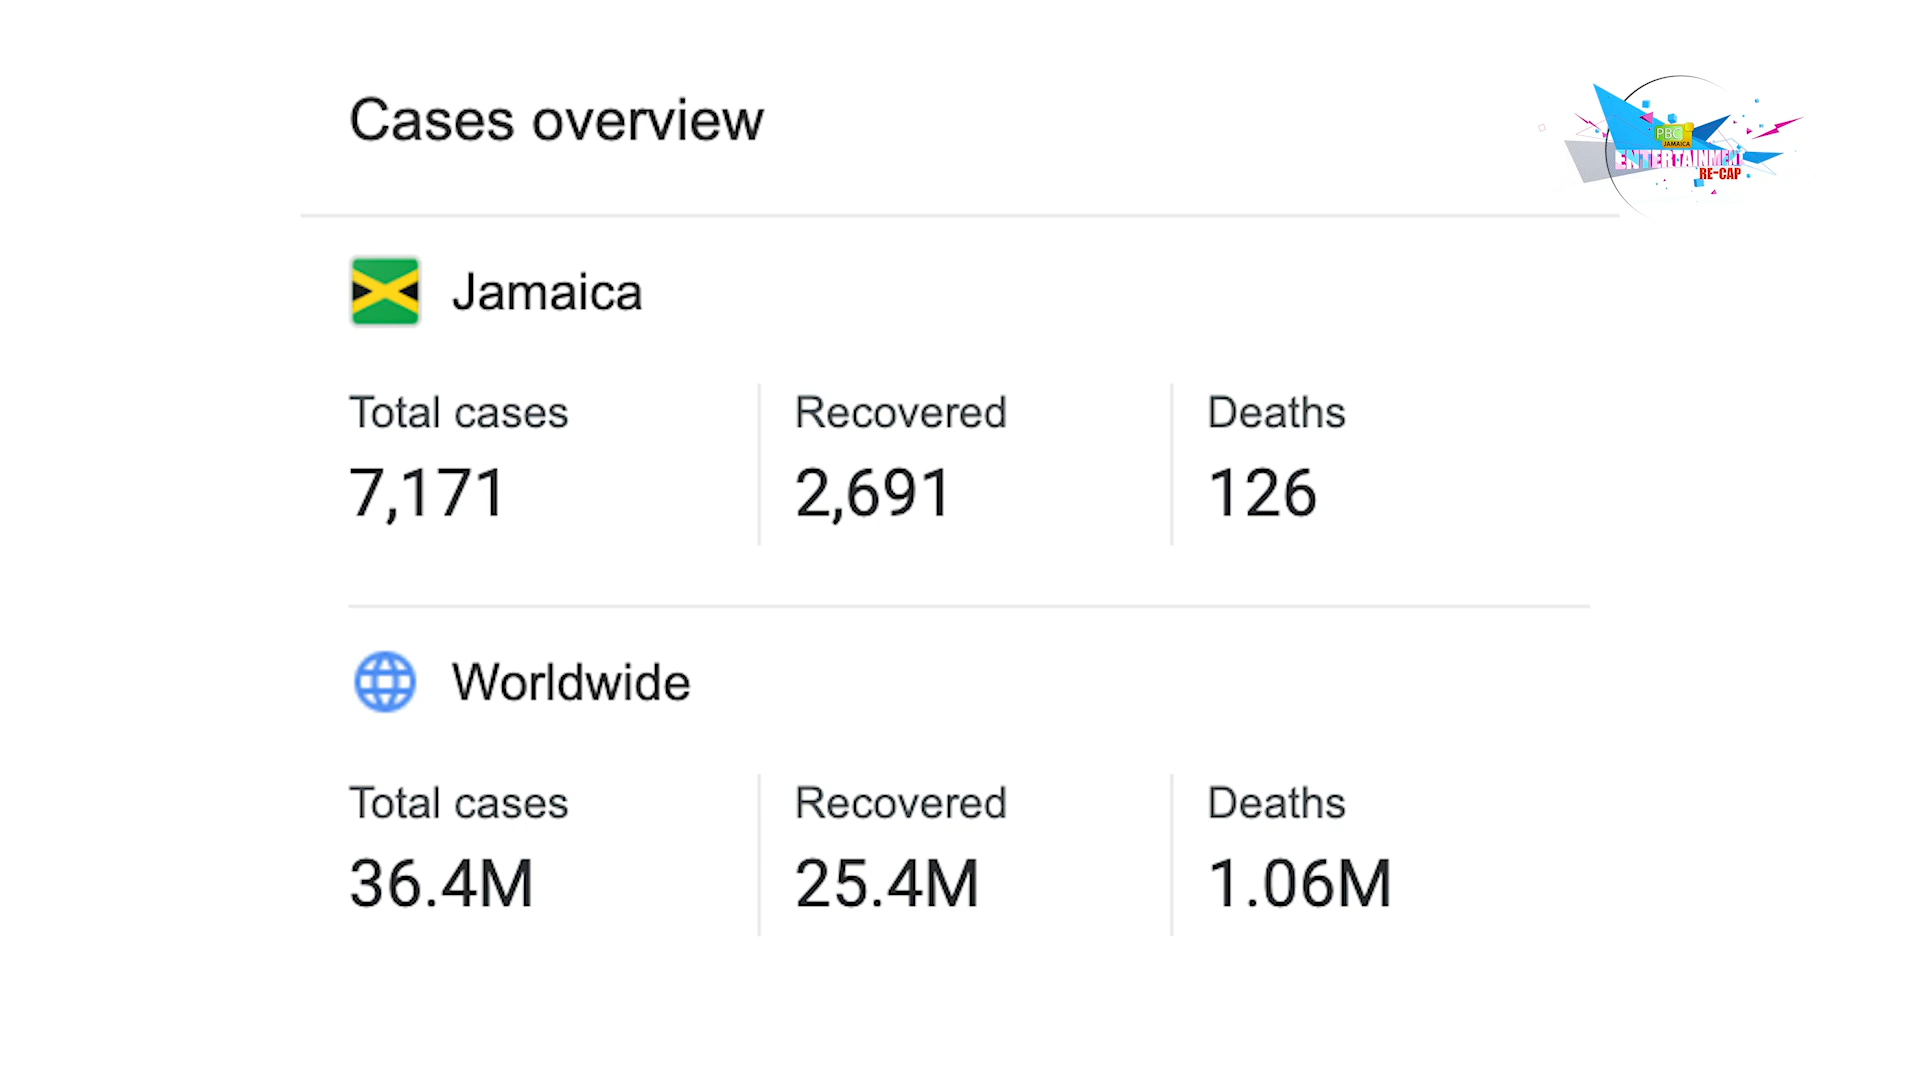 Cases overview
PBC
JAMAICA
ENTERTAINMENT
RE-CAP
Jamaica
Total cases Recovered Deaths
7,171 2,691 126
Worldwide
Total cases Recovered Deaths
36.4M 25.4M 1.06M